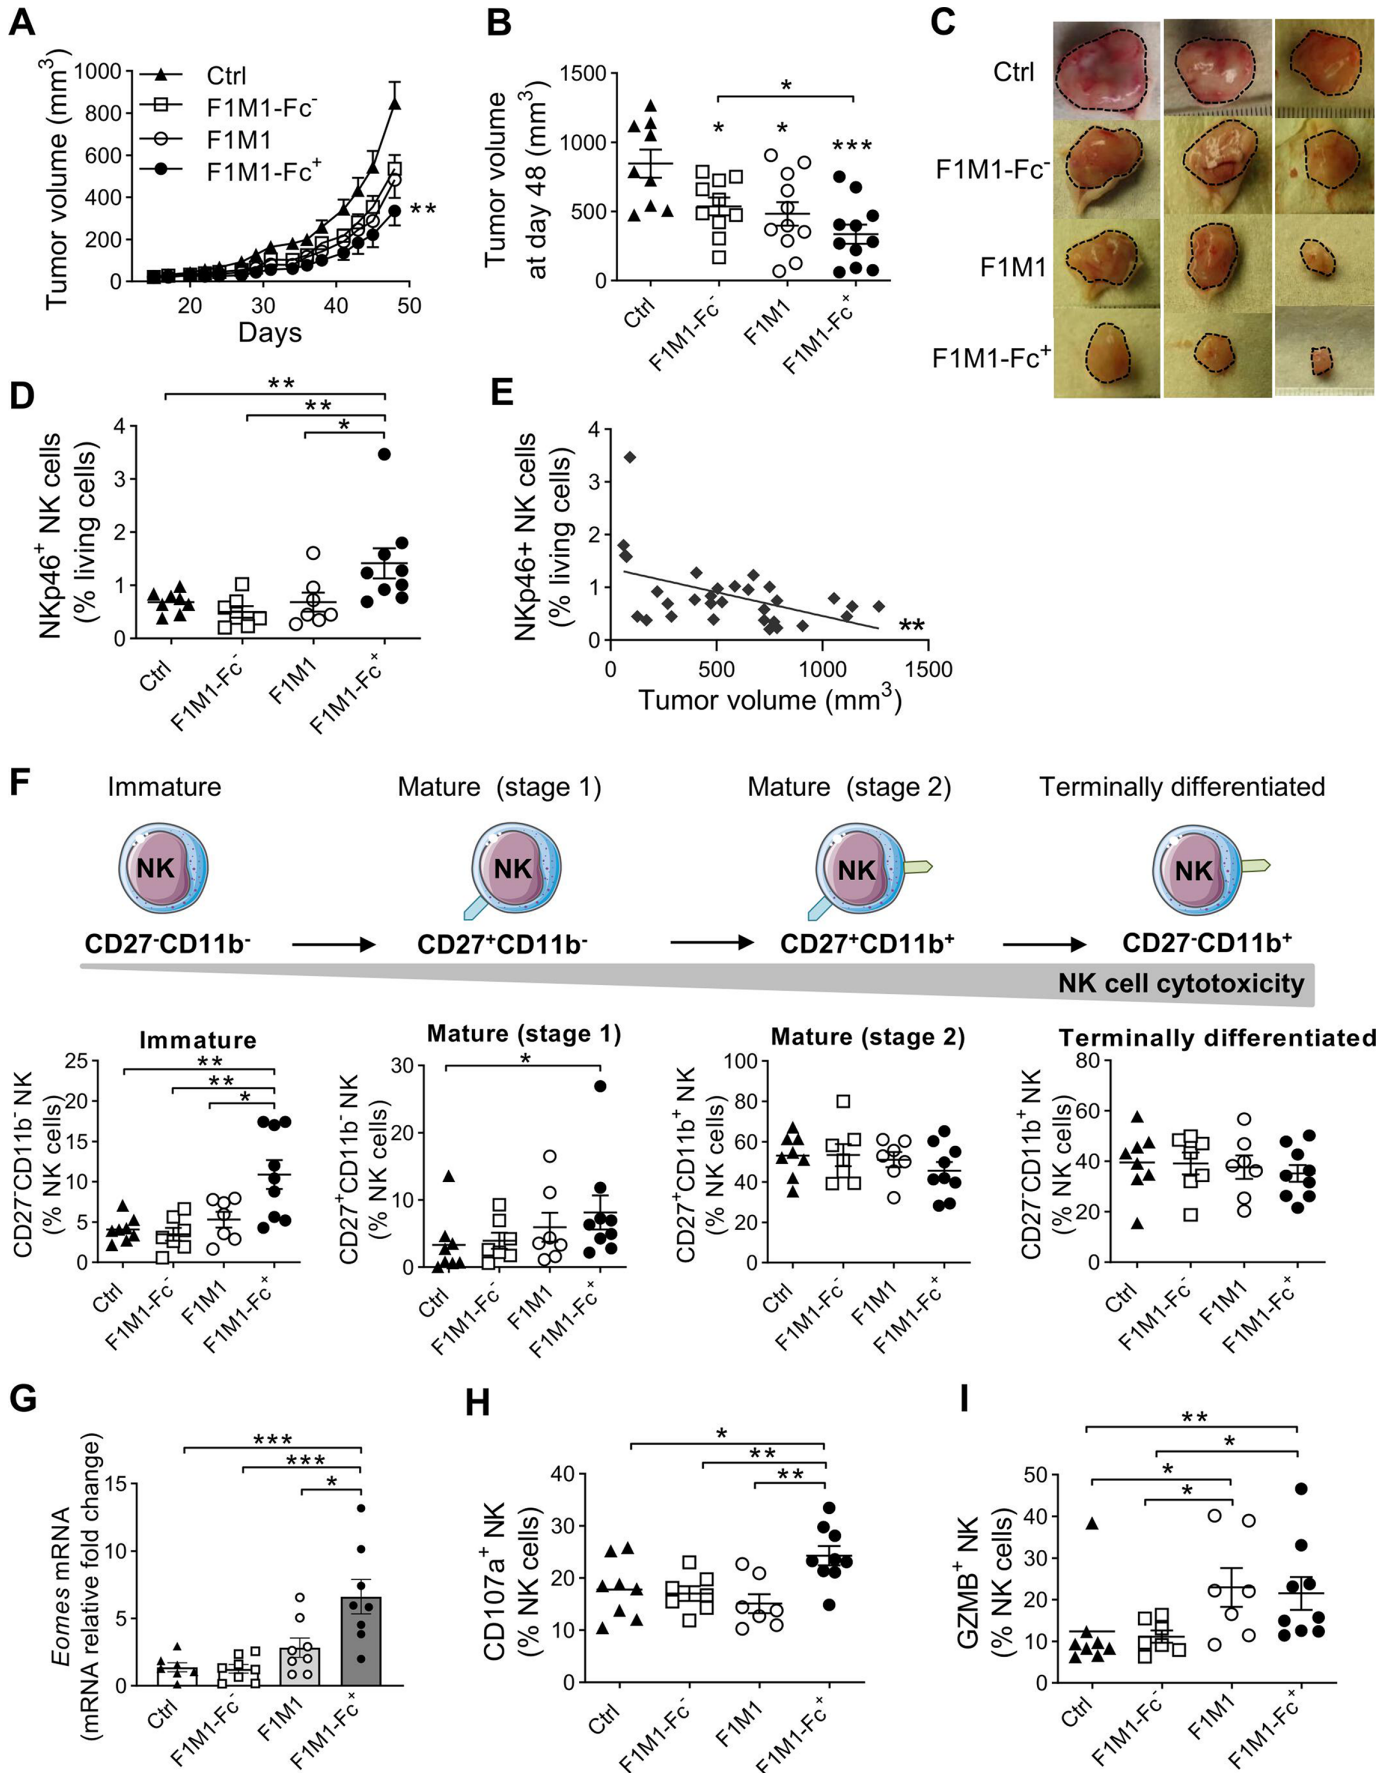 A
Tumor volume (mm³)
1000
800
600
400
200
0
20
30
40
50
Days
Ctrl
F1M1-Fc⁻
F1M1
F1M1-Fc⁺
**
B
Tumor volume
at day 48 (mm³)
1500
1000
500
0
*
*
*
***
Ctrl
F1M1-Fc⁻
F1M1
F1M1-Fc⁺
C
Ctrl
F1M1-Fc⁻
F1M1
F1M1-Fc⁺
D
NKp46⁺ NK cells
(% living cells)
4
3
2
1
0
**
**
*
Ctrl
F1M1-Fc⁻
F1M1
F1M1-Fc⁺
E
NKp46+ NK cells
(% living cells)
4
3
2
1
0
**
0
500
1000
1500
Tumor volume (mm³)
F
Immature
Mature (stage 1)
Mature (stage 2)
Terminally differentiated
NK
NK
NK
NK
CD27⁻CD11b⁻
CD27⁺CD11b⁻
CD27⁺CD11b⁺
CD27⁻CD11b⁺
NK cell cytotoxicity
Immature
CD27⁻CD11b⁻ NK
(% NK cells)
25
20
15
10
5
0
**
**
*
Ctrl
F1M1-Fc⁻
F1M1
F1M1-Fc⁺
Mature (stage 1)
CD27⁺CD11b⁻ NK
(% NK cells)
30
20
10
0
*
Ctrl
F1M1-Fc⁻
F1M1
F1M1-Fc⁺
Mature (stage 2)
CD27⁺CD11b⁺ NK
(% NK cells)
100
80
60
40
20
0
Ctrl
F1M1-Fc⁻
F1M1
F1M1-Fc⁺
Terminally differentiated
CD27⁻CD11b⁺ NK
(% NK cells)
80
60
40
20
0
Ctrl
F1M1-Fc⁻
F1M1
F1M1-Fc⁺
G
Eomes mRNA
(mRNA relative fold change)
15
10
5
0
***
***
*
Ctrl
F1M1-Fc⁻
F1M1
F1M1-Fc⁺
H
CD107a⁺ NK
(% NK cells)
40
30
20
10
0
*
**
**
Ctrl
F1M1-Fc⁻
F1M1
F1M1-Fc⁺
I
GZMB⁺ NK
(% NK cells)
50
40
30
20
10
0
**
*
*
*
Ctrl
F1M1-Fc⁻
F1M1
F1M1-Fc⁺